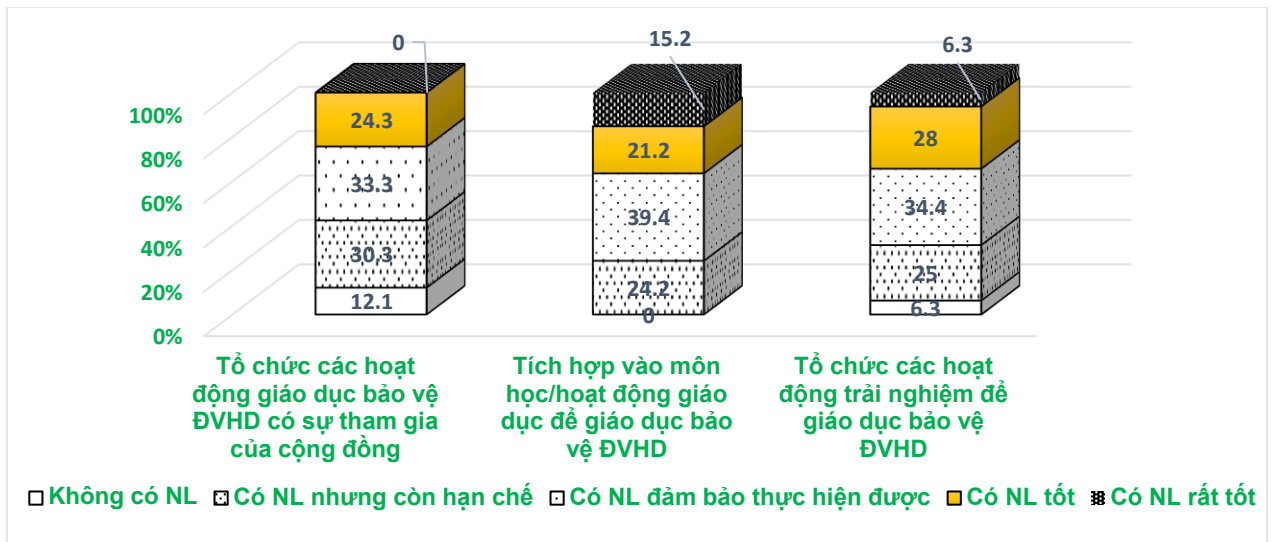 0
15.2
6.3
100%
80%
60%
40%
20%
0%
24.3
33.3
30.3
12.1
21.2
39.4
24.2
0
28
34.4
25
6.3
Tổ chức các hoạt
động giáo dục bảo vệ
ĐVHD có sự tham gia
của cộng đồng
Tích hợp vào môn
học/hoạt động giáo
dục để giáo dục bảo
vệ ĐVHD
Tổ chức các hoạt
động trải nghiệm để
giáo dục bảo vệ
ĐVHD
Không có NL Có NL nhưng còn hạn chế Có NL đảm bảo thực hiện được Có NL tốt Có NL rất tốt